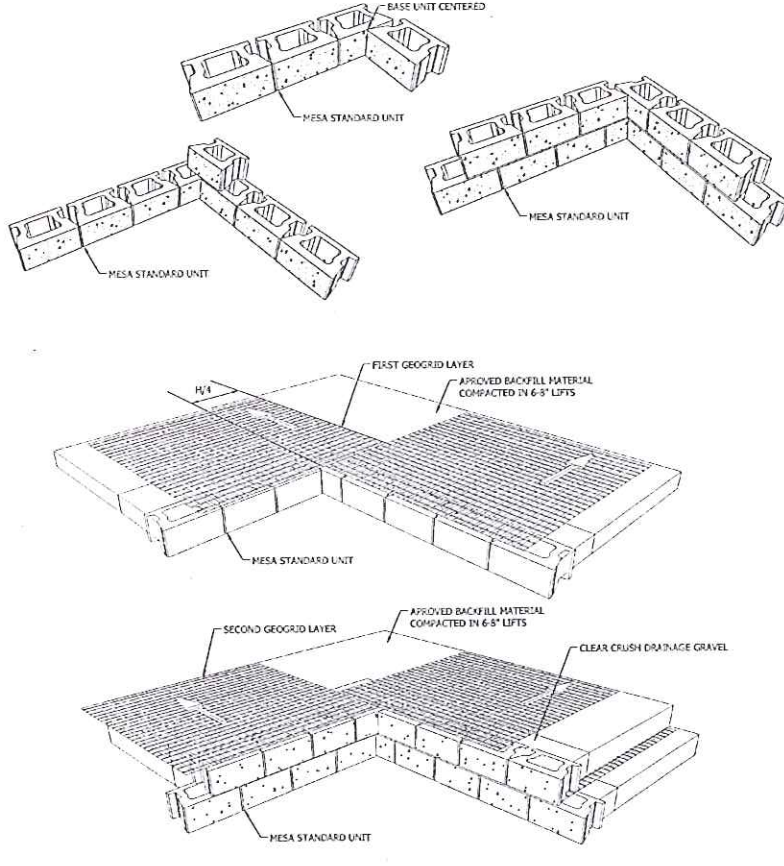 BASE UNIT CENTERED
MESA STANDARD UNIT
MESA STANDARD UNIT
MESA STANDARD UNIT
FIRST GEOGRID LAYER
H/4
APROVED BACKFILL MATERIAL
COMPACTED IN 6-8" LIFTS
MESA STANDARD UNIT
APROVED BACKFILL MATERIAL
COMPACTED IN 6-8" LIFTS
SECOND GEOGRID LAYER
CLEAR CRUSH DRAINAGE GRAVEL
MESA STANDARD UNIT